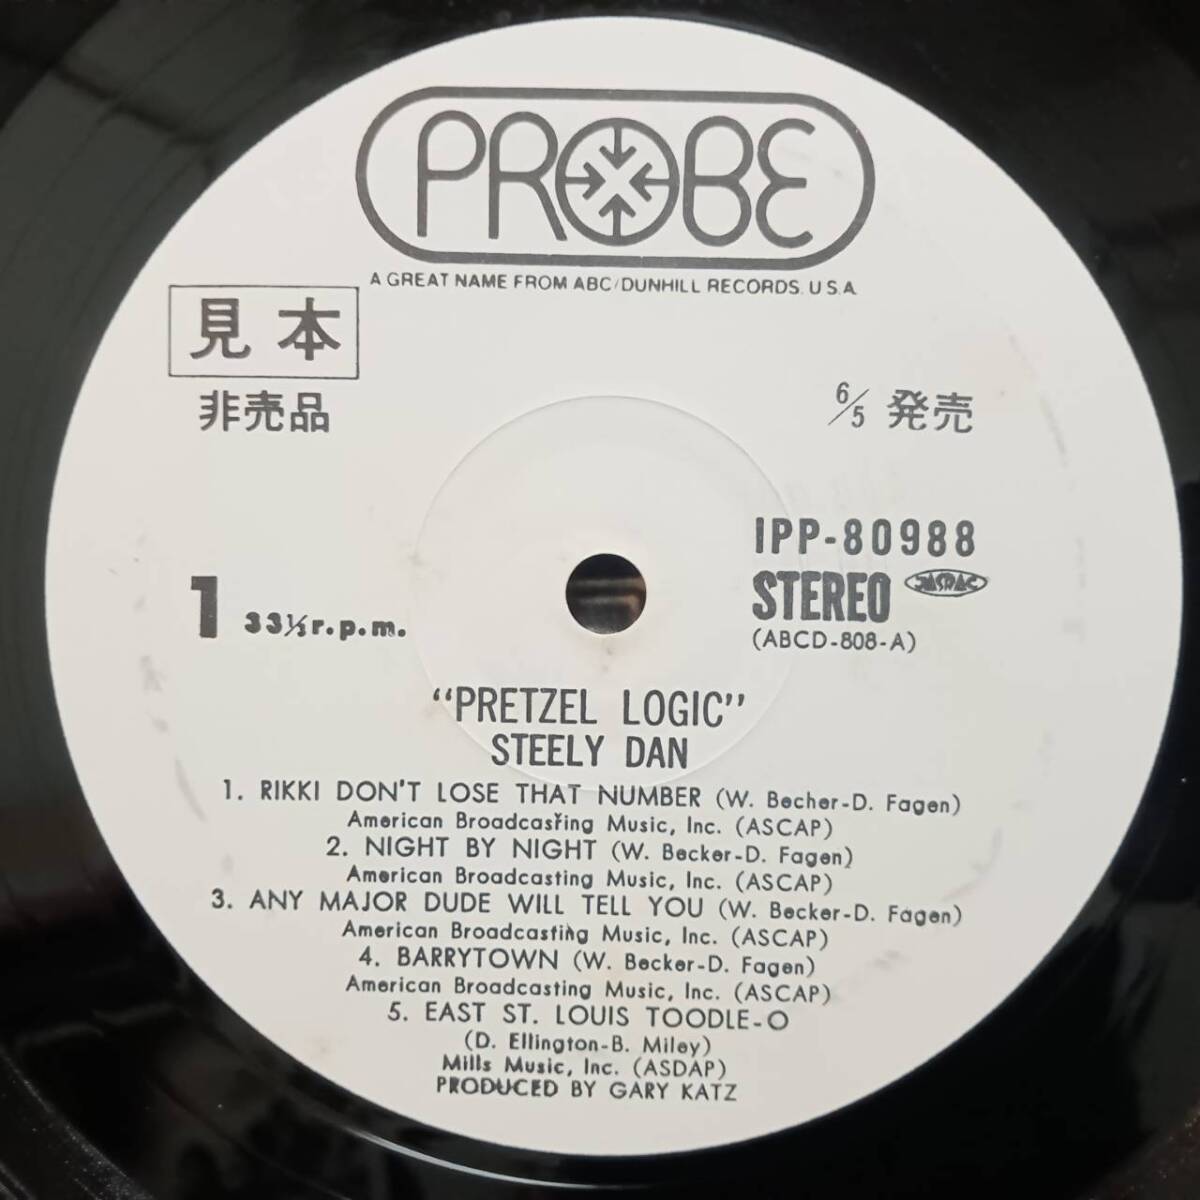 PROBE
A GREAT NAME FROM ABC/DUNHILL RECORDS. U.S.A.
見本
非売品
6/5 発売
IPP-80988
STEREO JASRAC
(ABCD-808-A)
1 33⅓ r.p.m.
“PRETZEL LOGIC”
STEELY DAN
1. RIKKI DON'T LOSE THAT NUMBER (W. Becher-D. Fagen)
American Broadcasting Music, Inc. (ASCAP)
2. NIGHT BY NIGHT (W. Becker-D. Fagen)
American Broadcasting Music, Inc. (ASCAP)
3. ANY MAJOR DUDE WILL TELL YOU (W. Becker-D. Fagen)
American Broadcasting Music, Inc. (ASCAP)
4. BARRYTOWN (W. Becker-D. Fagen)
American Broadcasting Music, Inc. (ASCAP)
5. EAST ST. LOUIS TOODLE-O
(D. Ellington-B. Miley)
Mills Music, Inc. (ASDAP)
PRODUCED BY GARY KATZ